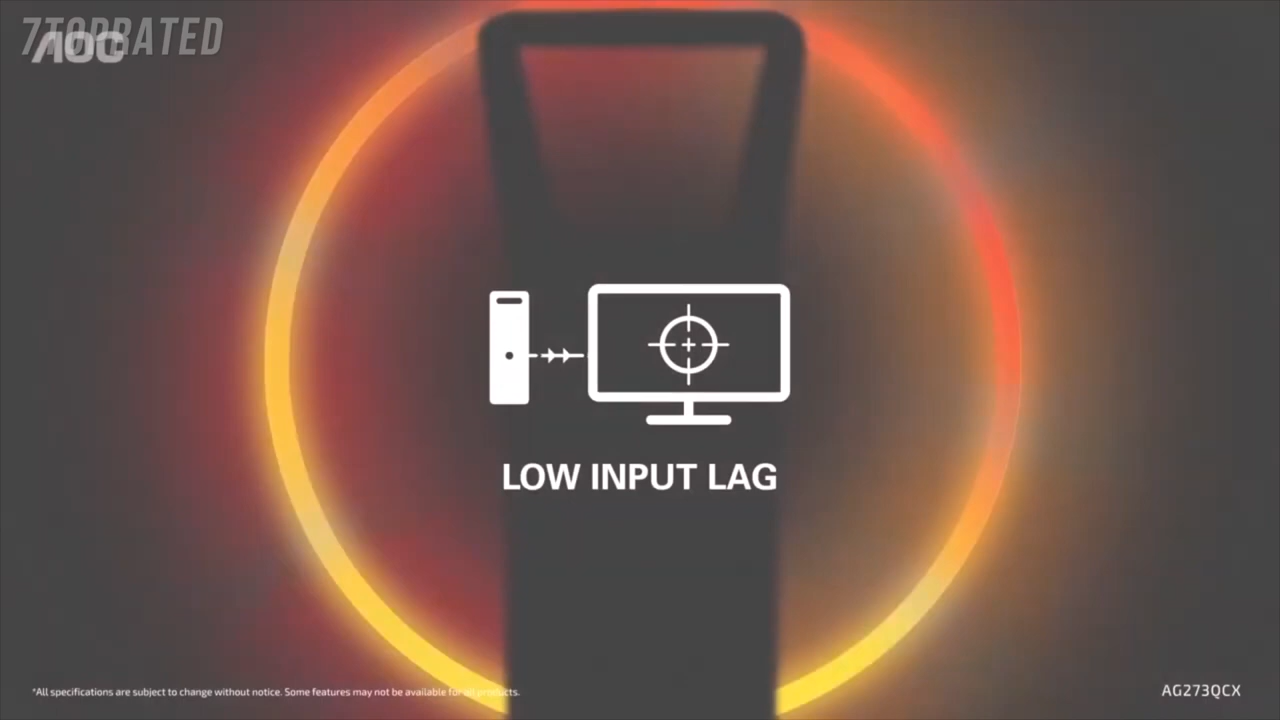 7TOPRATED
AOC
LOW INPUT LAG
*All specifications are subject to change without notice. Some features may not be available for all products.
AG273QCX